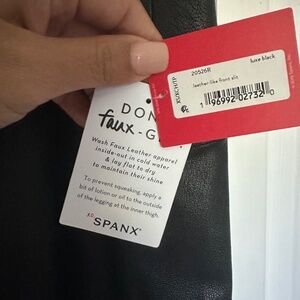 20526R
luxe black
leather-like front slit
1 96992 02732 0
DON
faux-G
Wash Faux Leather apparel
inside-out in cold water
& lay flat to dry
to maintain their shine
To prevent squeaking, apply a
bit of lotion or oil to the outside
of the legging at the inner thigh.
xo
SPANX®